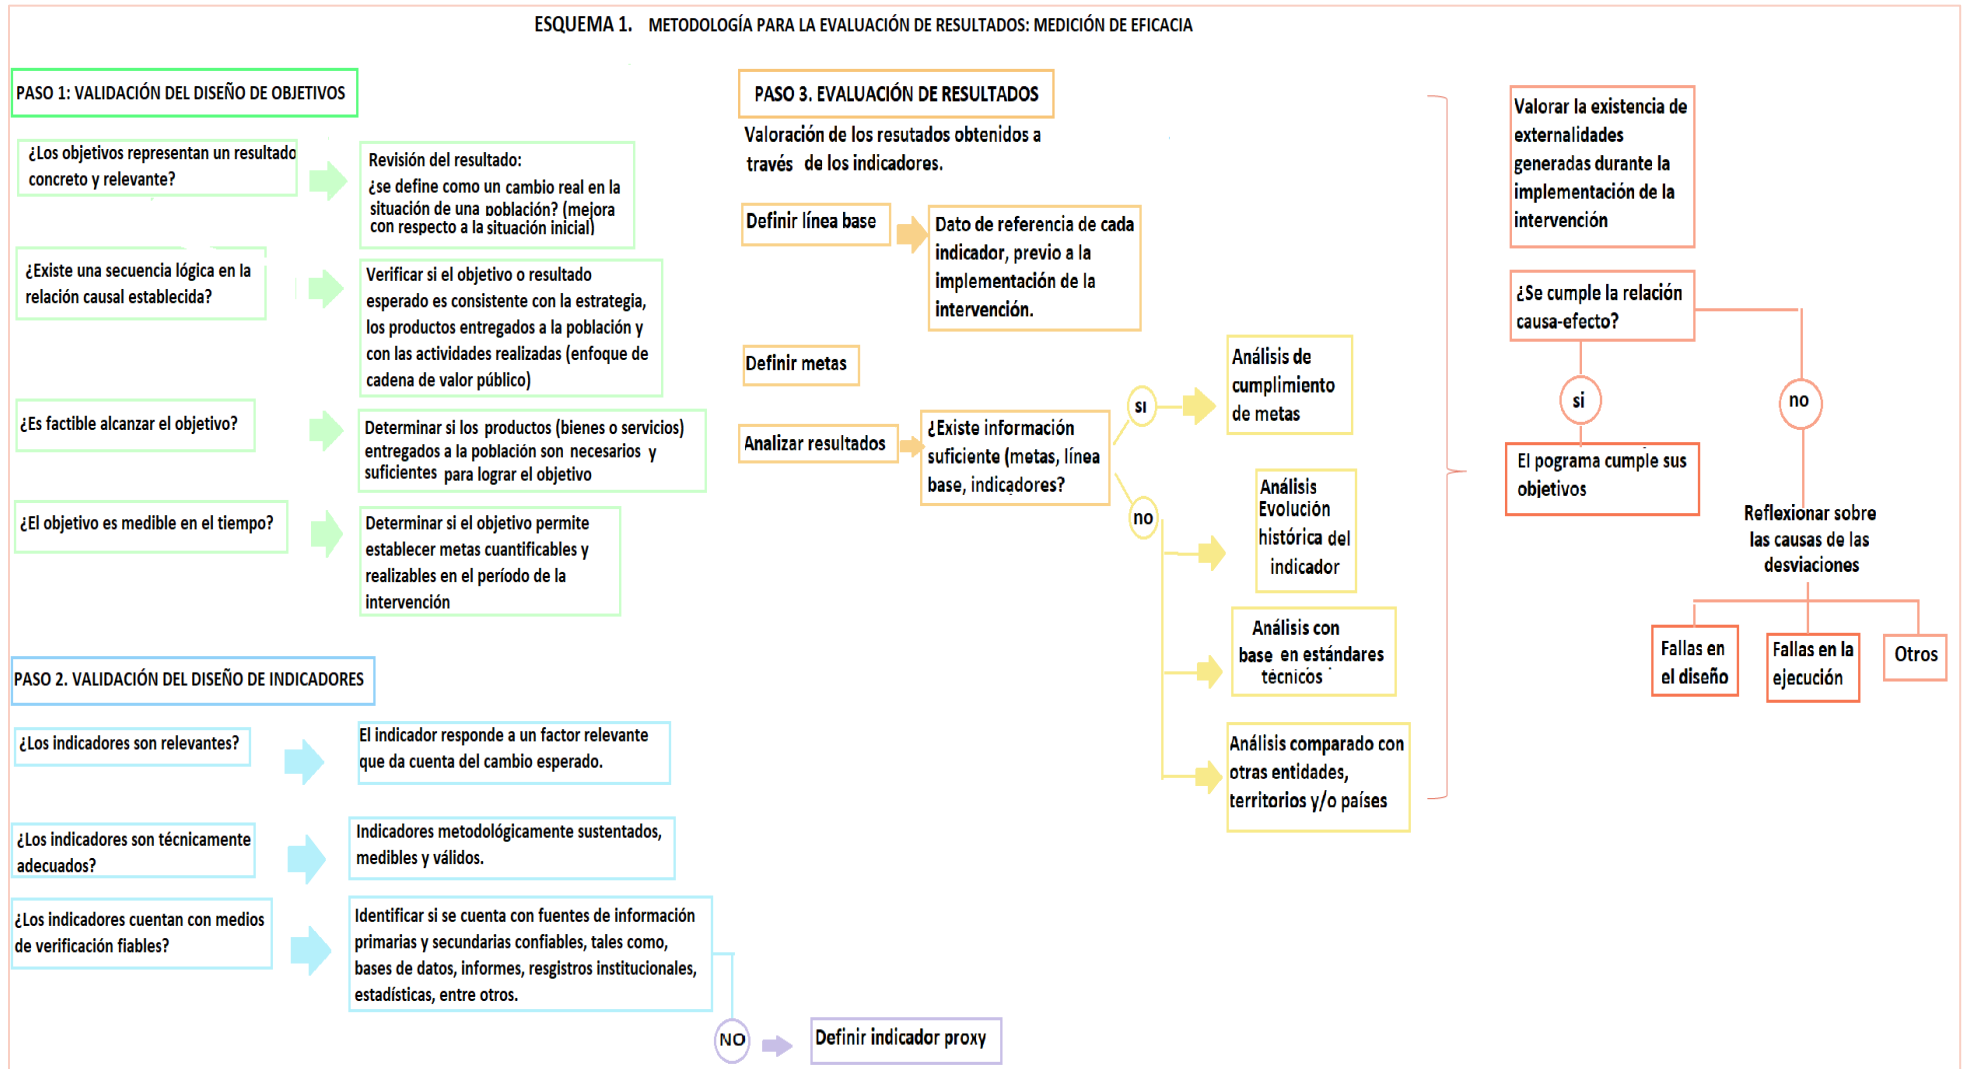 ESQUEMA 1. METODOLOGÍA PARA LA EVALUACIÓN DE RESULTADOS: MEDICIÓN DE EFICACIA
PASO 1: VALIDACIÓN DEL DISEÑO DE OBJETIVOS
¿Los objetivos representan un resultado
concreto y relevante?
Revisión del resultado:
¿se define como un cambio real en la
situación de una población? (mejora
con respecto a la situación inicial)
¿Existe una secuencia lógica en la
relación causal establecida?
Verificar si el objetivo o resultado
esperado es consistente con la estrategia,
los productos entregados a la población y
con las actividades realizadas (enfoque de
cadena de valor público)
¿Es factible alcanzar el objetivo?
Determinar si los productos (bienes o servicios)
entregados a la población son necesarios y
suficientes para lograr el objetivo
¿El objetivo es medible en el tiempo?
Determinar si el objetivo permite
establecer metas cuantificables y
realizables en el período de la
intervención
PASO 2. VALIDACIÓN DEL DISEÑO DE INDICADORES
¿Los indicadores son relevantes?
El indicador responde a un factor relevante
que da cuenta del cambio esperado.
¿Los indicadores son técnicamente
adecuados?
Indicadores metodológicamente sustentados,
medibles y válidos.
¿Los indicadores cuentan con medios
de verificación fiables?
Identificar si se cuenta con fuentes de información
primarias y secundarias confiables, tales como,
bases de datos, informes, resgistros institucionales,
estadísticas, entre otros.
NO
Definir indicador proxy
PASO 3. EVALUACIÓN DE RESULTADOS
Valoración de los resutados obtenidos a
través de los indicadores.
Definir línea base
Dato de referencia de cada
indicador, previo a la
implementación de la
intervención.
Definir metas
Analizar resultados
¿Existe información
suficiente (metas, línea
base, indicadores?
sı
Análisis de
cumplimiento
de metas
no
Análisis
Evolución
histórica del
indicador
Análisis con
base en estándares
técnicos
Análisis comparado con
otras entidades,
territorios y/o países
Valorar la existencia de
externalidades
generadas durante la
implementación de la
intervención
¿Se cumple la relación
causa-efecto?
si
no
El pograma cumple sus
objetivos
Reflexionar sobre
las causas de las
desviaciones
Fallas en
el diseño
Fallas en la
ejecución
Otros